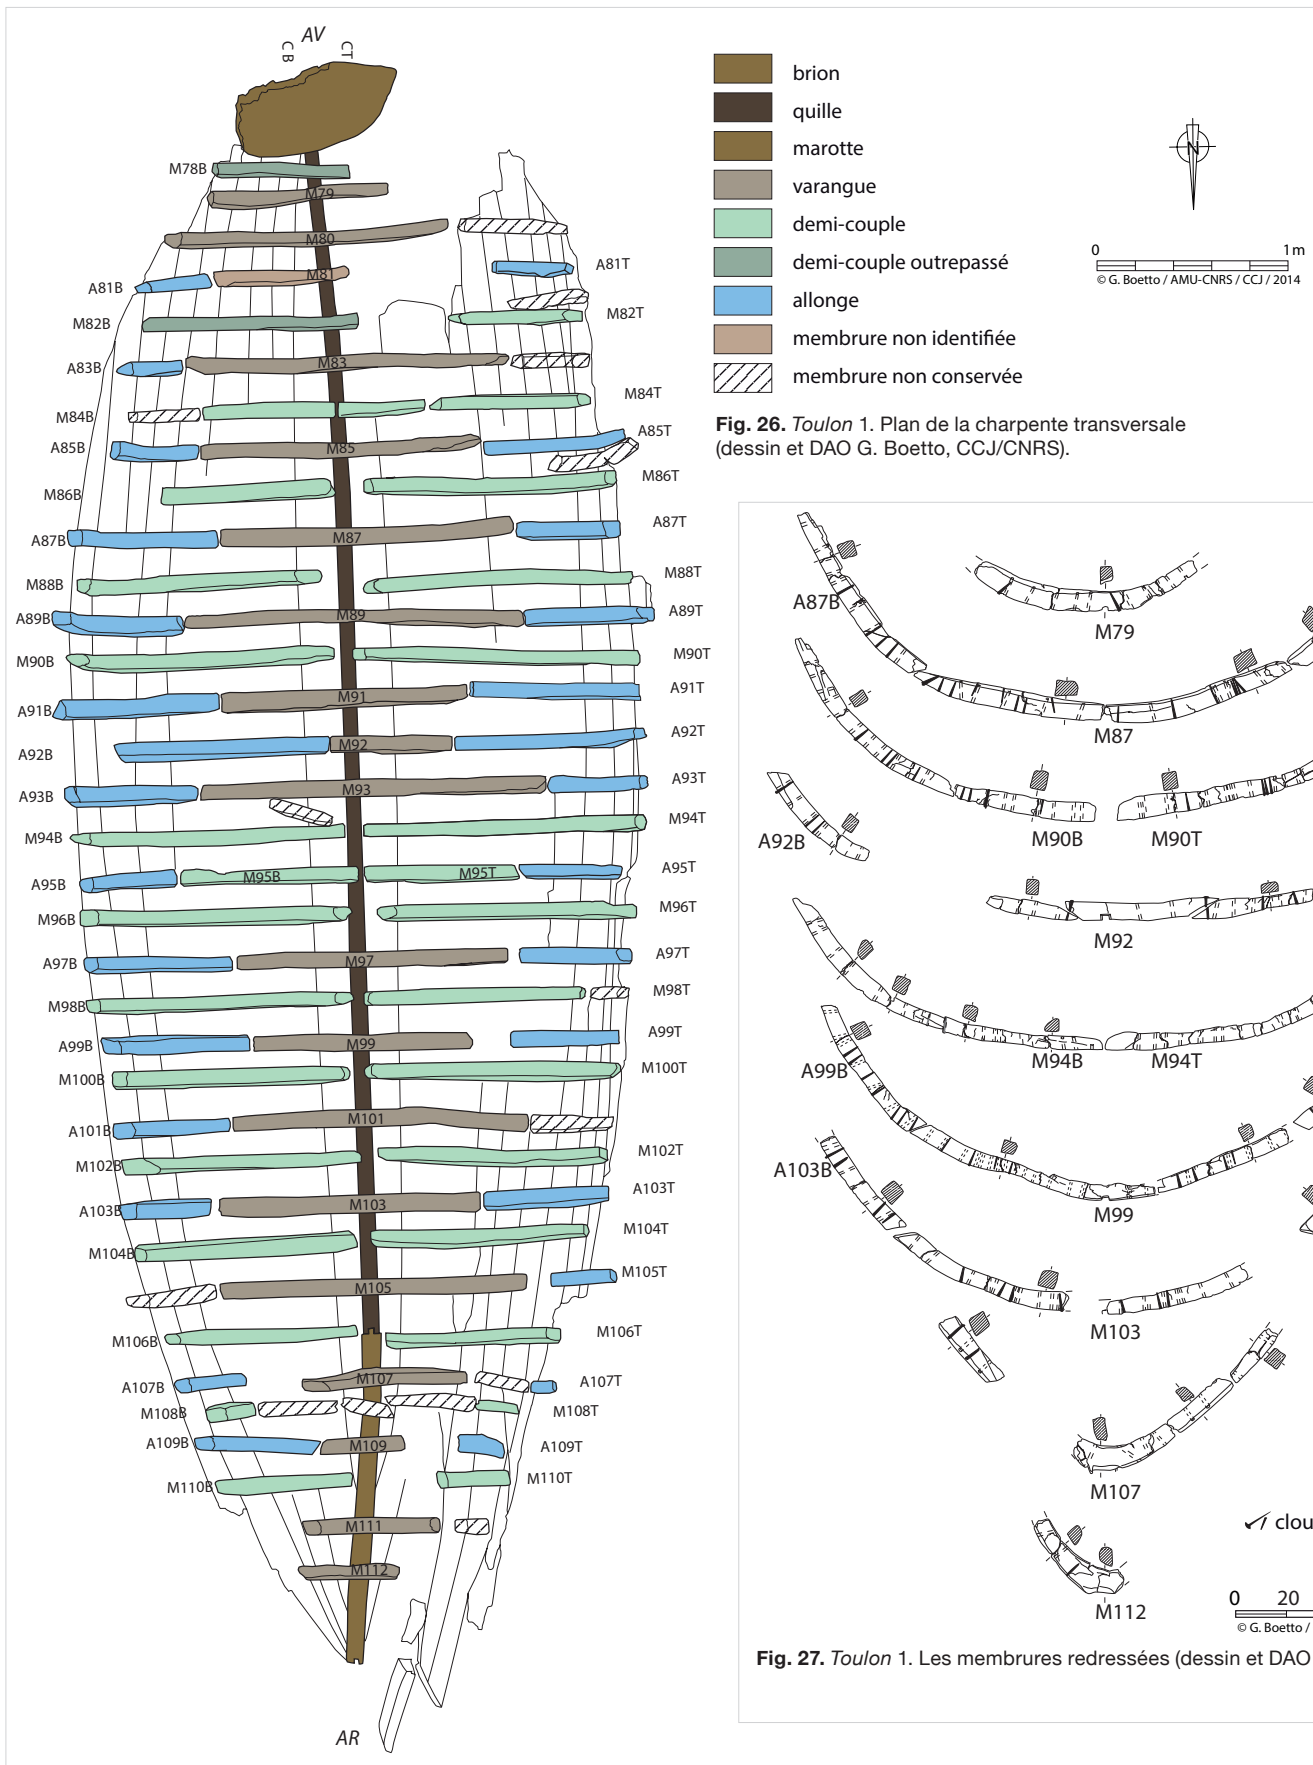 AV
C B
CT
M78B
M79
M80
A81B
M81
A81T
M82B
M82T
A83B
M83
M84B
M84T
A85B
M85
A85T
M86B
M86T
A87B
M87
A87T
M88B
M88T
A89B
M89
A89T
M90B
M90T
A91B
M91
A91T
A92B
M92
A92T
A93B
M93
A93T
M94B
M94T
A95B
M95B
M95T
A95T
M96B
M96T
A97B
M97
A97T
M98B
M98T
A99B
M99
A99T
M100B
M100T
A101B
M101
M102B
M102T
A103B
M103
A103T
M104B
M104T
M105
M105T
M106B
M106T
A107B
M107
A107T
M108B
M108T
A109B
M109
A109T
M110B
M110T
M111
M112
AR
brion
quille
marotte
varangue
demi-couple
demi-couple outrepassé
allonge
membrure non identifiée
membrure non conservée
N
0 1 m
© G. Boetto / AMU-CNRS / CCJ / 2014
Fig. 26. Toulon 1. Plan de la charpente transversale
(dessin et DAO G. Boetto, CCJ/CNRS).
A87B
M79
M87
M90B
M90T
A92B
M92
M94B
M94T
A99B
M99
A103B
M103
M107
clou
M112
0 20
© G. Boetto /
Fig. 27. Toulon 1. Les membrures redressées (dessin et DAO